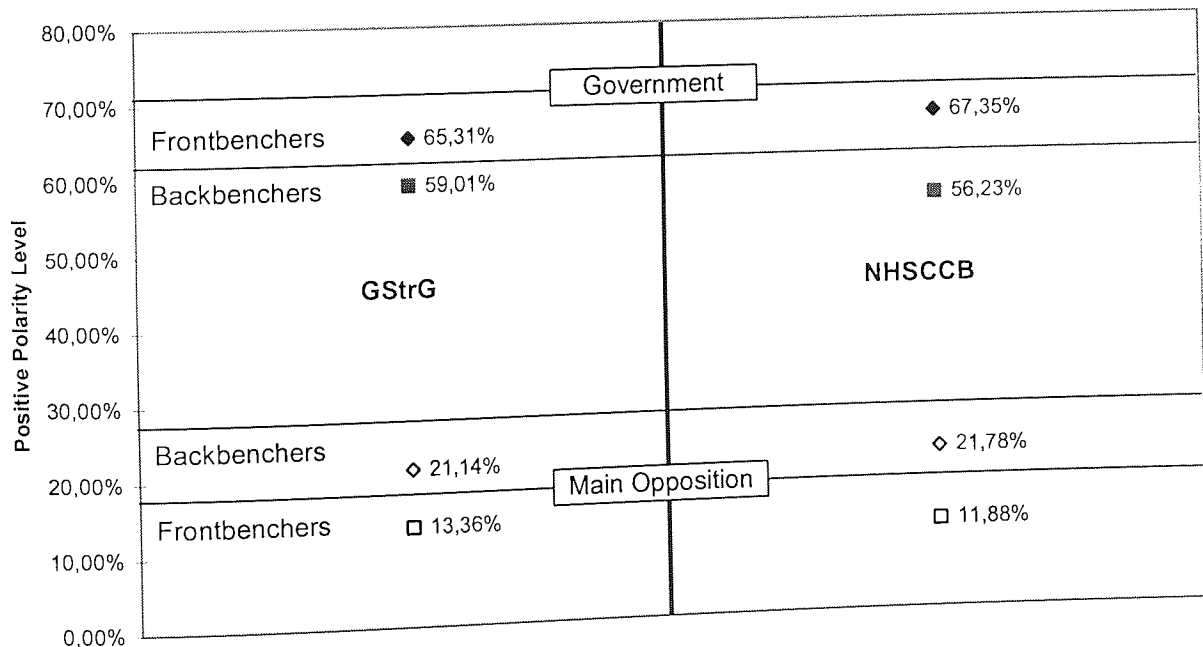 80,00%
Government
70,00%
Frontbenchers
65,31%
67,35%
60,00%
Backbenchers
59,01%
56,23%
50,00%
GStrG
NHSCCB
40,00%
Positive Polarity Level
30,00%
Backbenchers
21,14%
21,78%
20,00%
Main Opposition
Frontbenchers
13,36%
11,88%
10,00%
0,00%